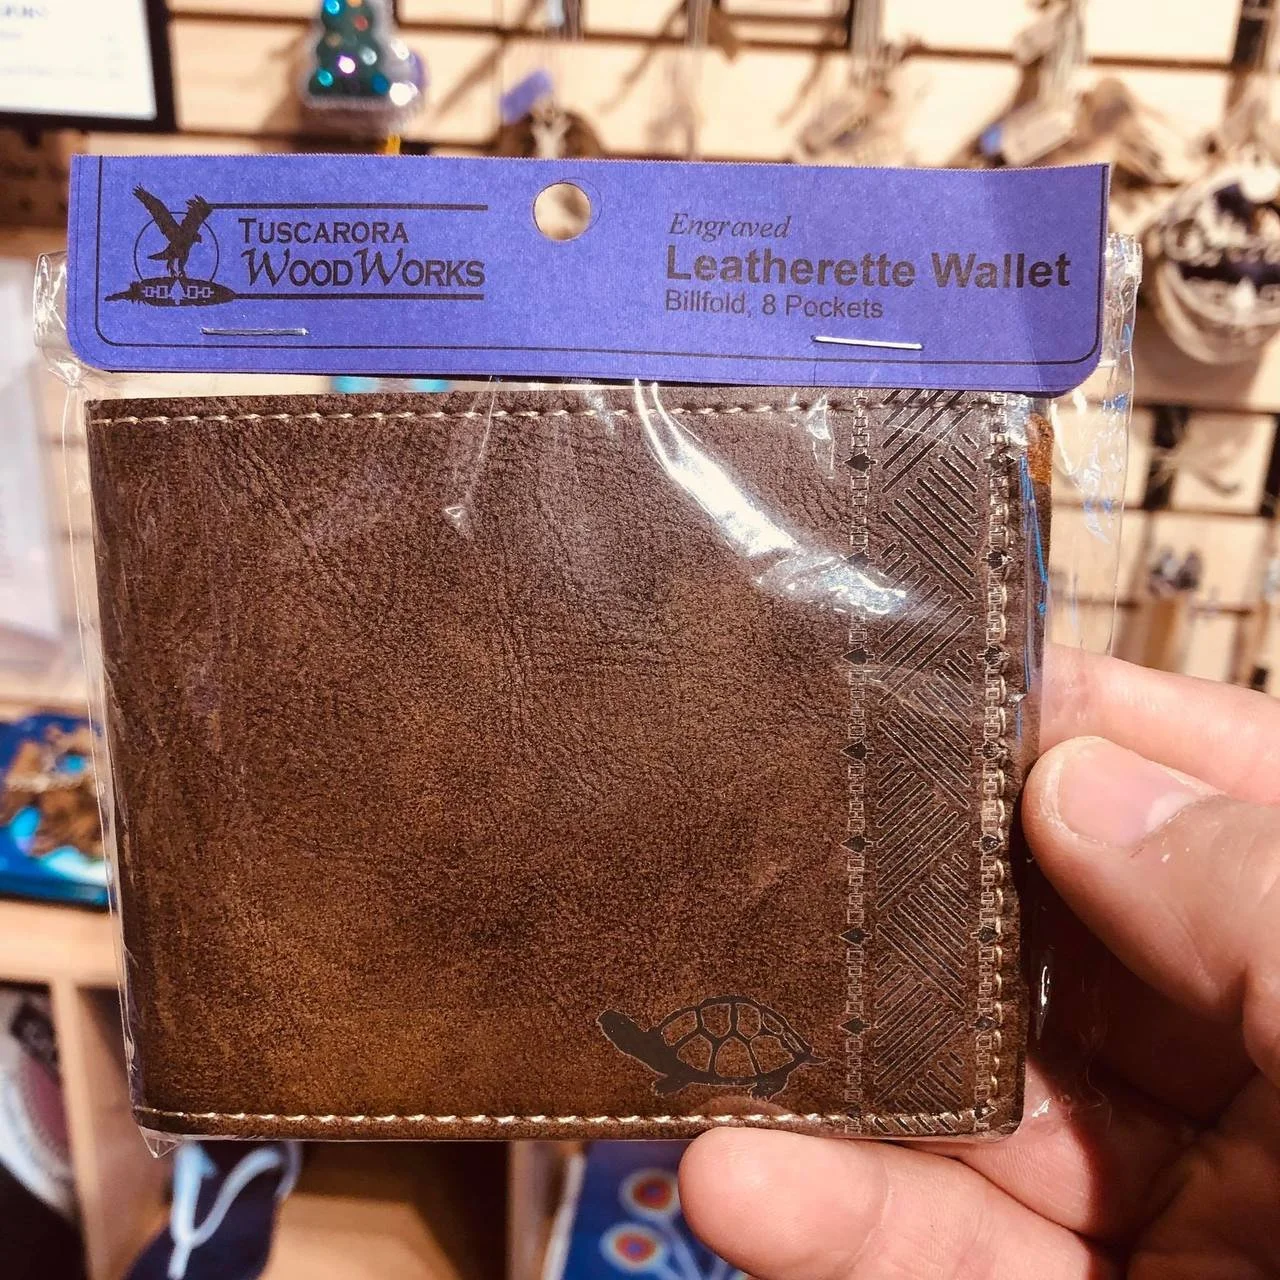 TUSCARORA
WOODWORKS
Engraved
Leatherette Wallet
Billfold, 8 Pockets